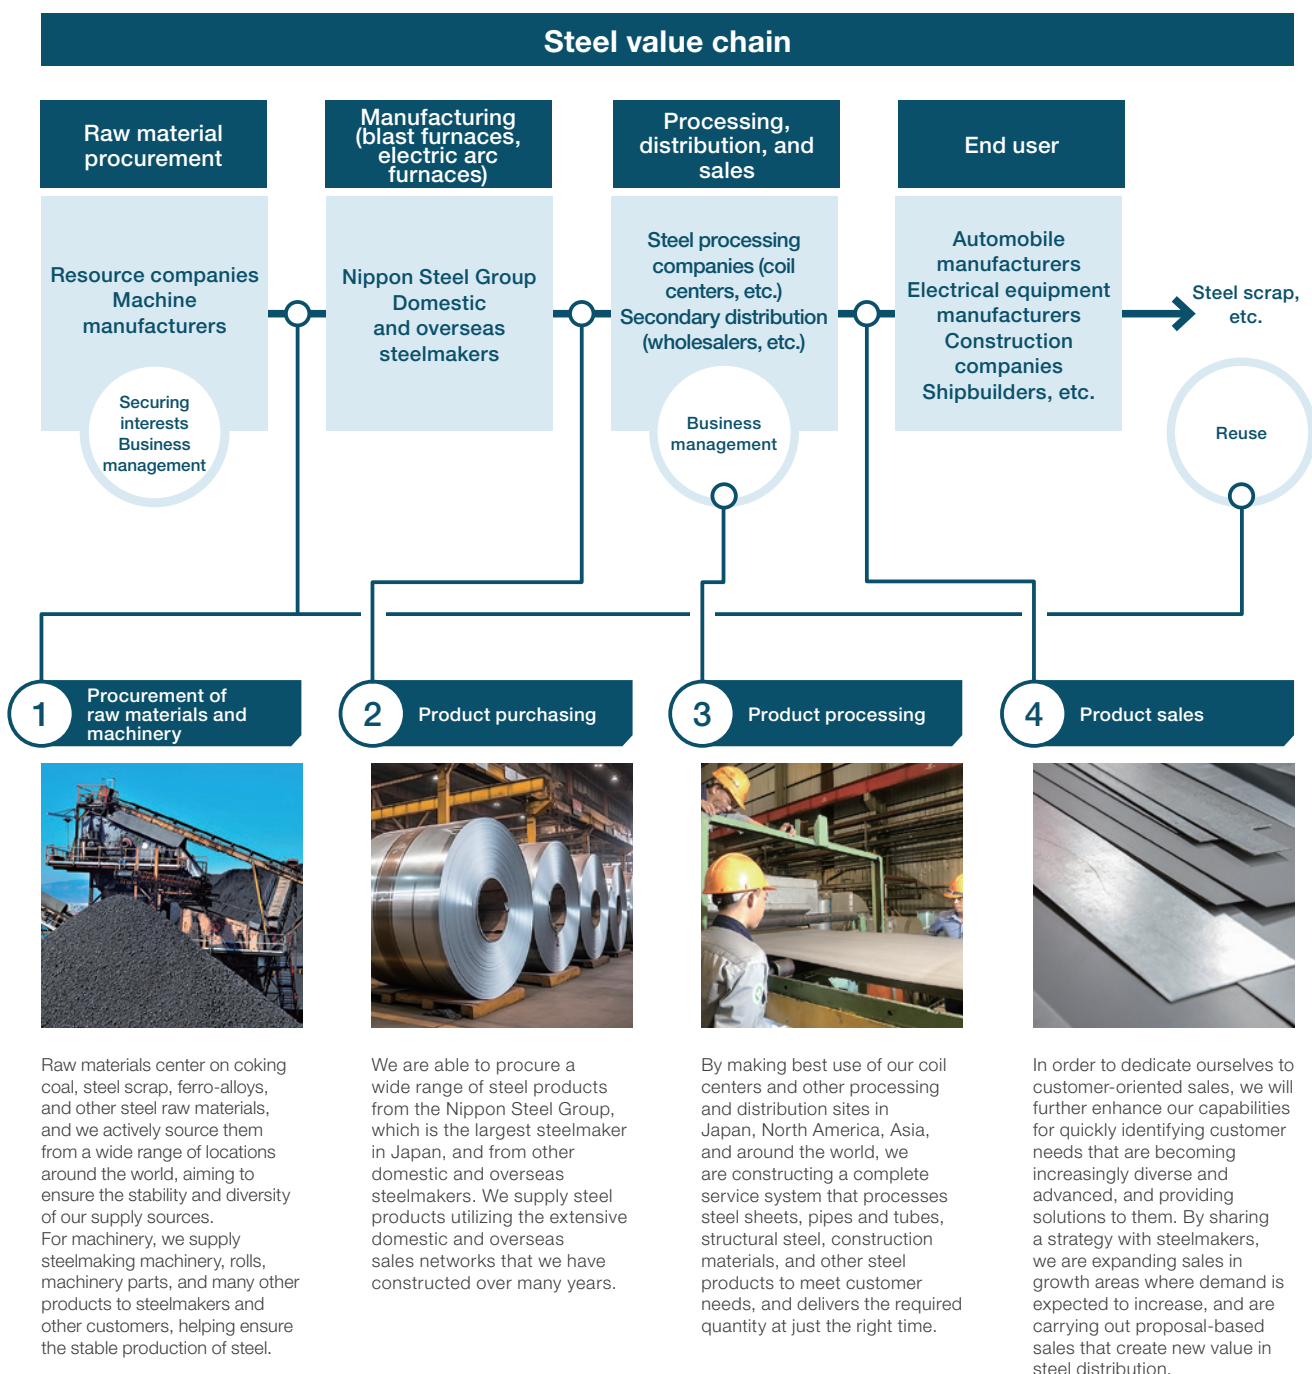 Steel value chain
Raw material
procurement
Manufacturing
(blast furnaces,
electric arc
furnaces)
Processing,
distribution, and
sales
End user
Resource companies
Machine
manufacturers
Securing
interests
Business
management
Nippon Steel Group
Domestic
and overseas
steelmakers
Steel processing
companies (coil
centers, etc.)
Secondary distribution
(wholesalers, etc.)
Business
management
Automobile
manufacturers
Electrical equipment
manufacturers
Construction
companies
Shipbuilders, etc.
Steel scrap,
etc.
Reuse
1
Procurement of
raw materials and
machinery
2
Product purchasing
3
Product processing
4
Product sales
Raw materials center on coking
coal, steel scrap, ferro-alloys,
and other steel raw materials,
and we actively source them
from a wide range of locations
around the world, aiming to
ensure the stability and diversity
of our supply sources.
For machinery, we supply
steelmaking machinery, rolls,
machinery parts, and many other
products to steelmakers and
other customers, helping ensure
the stable production of steel.
We are able to procure a
wide range of steel products
from the Nippon Steel Group,
which is the largest steelmaker
in Japan, and from other
domestic and overseas
steelmakers. We supply steel
products utilizing the extensive
domestic and overseas
sales networks that we have
constructed over many years.
By making best use of our coil
centers and other processing
and distribution sites in
Japan, North America, Asia,
and around the world, we
are constructing a complete
service system that processes
steel sheets, pipes and tubes,
structural steel, construction
materials, and other steel
products to meet customer
needs, and delivers the required
quantity at just the right time.
In order to dedicate ourselves to
customer-oriented sales, we will
further enhance our capabilities
for quickly identifying customer
needs that are becoming
increasingly diverse and
advanced, and providing
solutions to them. By sharing
a strategy with steelmakers,
we are expanding sales in
growth areas where demand is
expected to increase, and are
carrying out proposal-based
sales that create new value in
steel distribution.